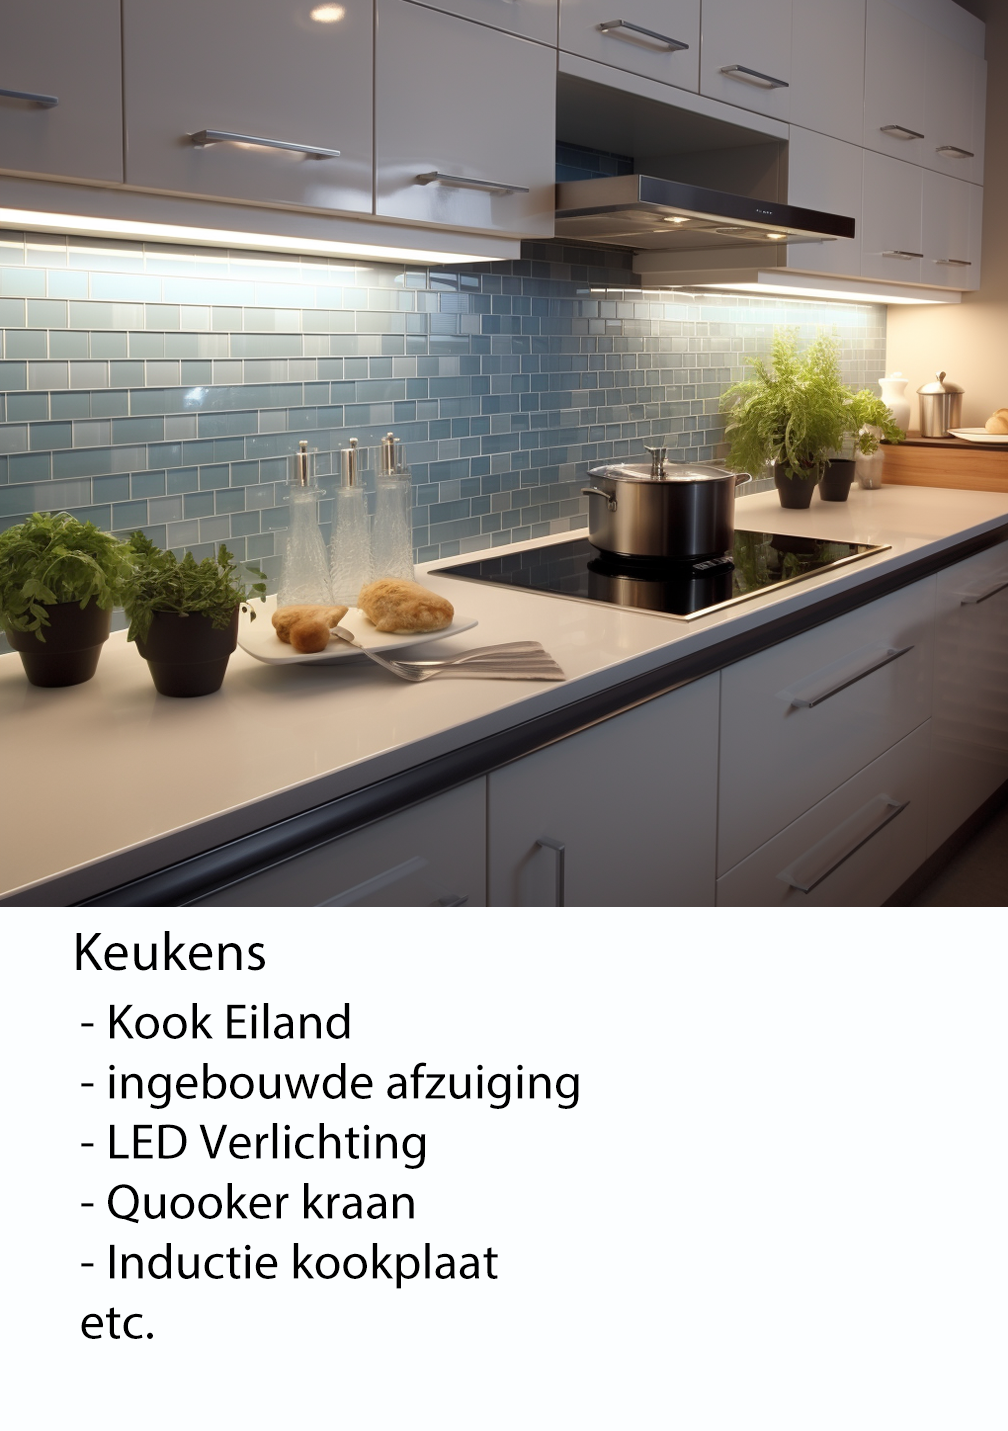 Keukens
- Kook Eiland
- ingebouwde afzuiging
- LED Verlichting
- Quooker kraan
- Inductie kookplaat
etc.